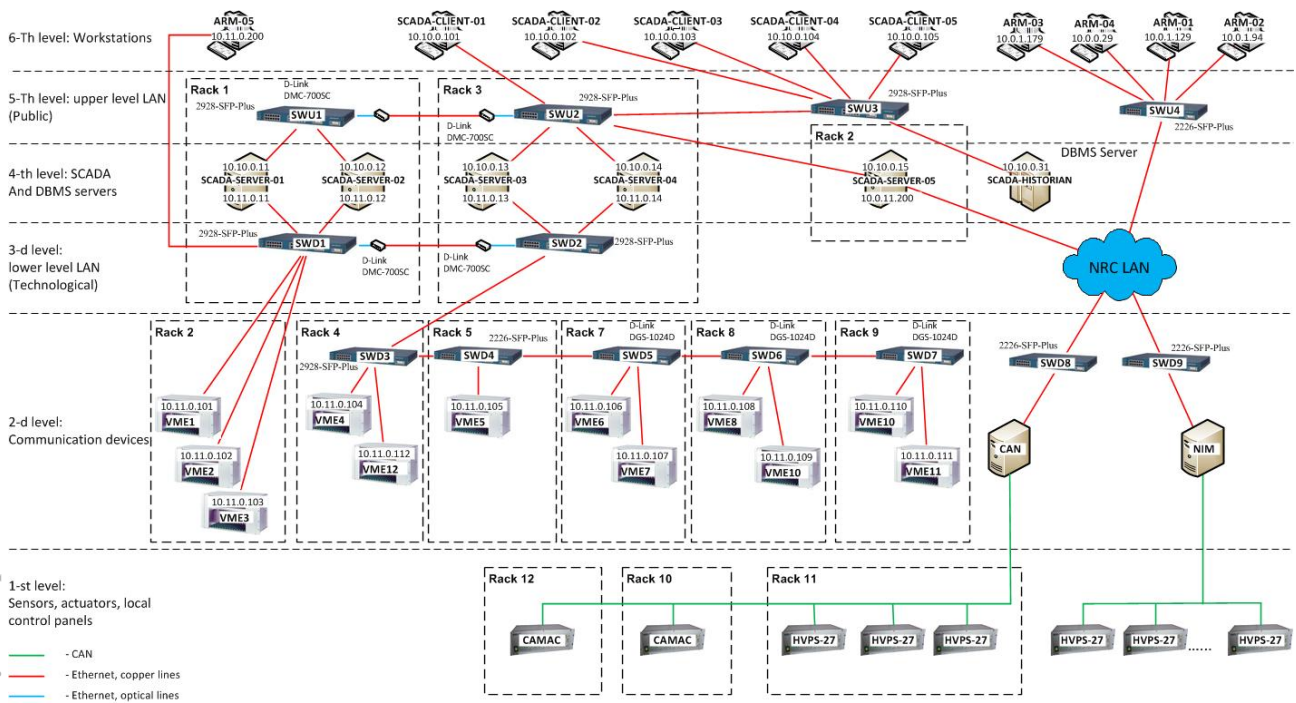 ARM-05
10.11.0.200
SCADA-CLIENT-01
10.10.0.101
SCADA-CLIENT-02
10.10.0.102
SCADA-CLIENT-03
10.10.0.103
SCADA-CLIENT-04
10.10.0.104
SCADA-CLIENT-05
10.10.0.105
ARM-03
10.0.1.179
ARM-04
10.0.0.29
ARM-01
10.0.1.129
ARM-02
10.0.1.94
6-Th level: Workstations
5-Th level: upper level LAN
(Public)
Rack 1
D-Link
DMC-700SC
2928-SFP-Plus
SWU1
Rack 3
2928-SFP-Plus
SWU2
D-Link
DMC-700SC
2928-SFP-Plus
SWU3
SWU4
2226-SFP-Plus
Rack 2
DBMS Server
4-th level: SCADA
And DBMS servers
10.10.0.11
SCADA-SERVER-01
10.11.0.11
10.10.0.12
SCADA-SERVER-02
10.11.0.12
10.10.0.13
SCADA-SERVER-03
10.11.0.13
10.10.0.14
SCADA-SERVER-04
10.11.0.14
10.10.0.15
SCADA-SERVER-05
10.0.11.200
10.10.0.31
SCADA-HISTORIAN
3-d level:
lower level LAN
(Technological)
2928-SFP-Plus
SWD1
D-Link
DMC-700SC
D-Link
DMC-700SC
SWD2
2928-SFP-Plus
NRC LAN
2-d level:
Communication devices
Rack 2
10.11.0.101
VME1
10.11.0.102
VME2
10.11.0.103
VME3
Rack 4
SWD3
2928-SFP-Plus
10.11.0.104
VME4
10.11.0.112
VME12
Rack 5
2226-SFP-Plus
SWD4
10.11.0.105
VME5
Rack 7
D-Link
DGS-1024D
SWD5
10.11.0.106
VME6
10.11.0.107
VME7
Rack 8
D-Link
DGS-1024D
SWD6
10.11.0.108
VME8
10.11.0.109
VME10
Rack 9
D-Link
DGS-1024D
SWD7
10.11.0.110
VME10
10.11.0.111
VME11
2226-SFP-Plus
SWD8
2226-SFP-Plus
SWD9
CAN
NIM
1-st level:
Sensors, actuators, local
control panels
Rack 12
CAMAC
Rack 10
CAMAC
Rack 11
HVPS-27
HVPS-27
HVPS-27
HVPS-27
HVPS-27
......
HVPS-27
- CAN
- Ethernet, copper lines
- Ethernet, optical lines